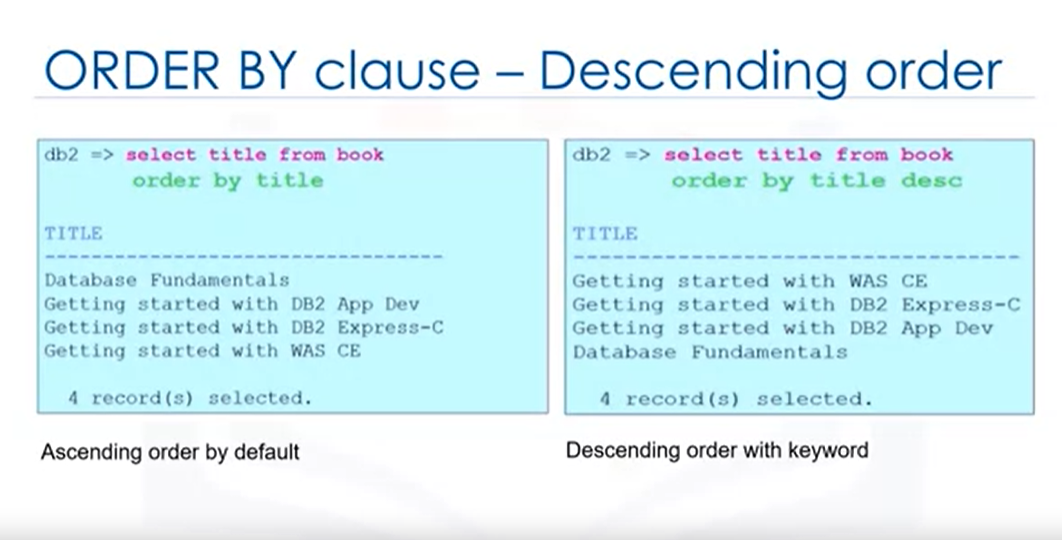 ORDER BY clause – Descending order
db2 => select title from book
order by title
TITLE
----------------------------------
Database Fundamentals
Getting started with DB2 App Dev
Getting started with DB2 Express-C
Getting started with WAS CE
4 record(s) selected.
Ascending order by default
db2 => select title from book
order by title desc
TITLE
----------------------------------
Getting started with WAS CE
Getting started with DB2 Express-C
Getting started with DB2 App Dev
Database Fundamentals
4 record(s) selected.
Descending order with keyword